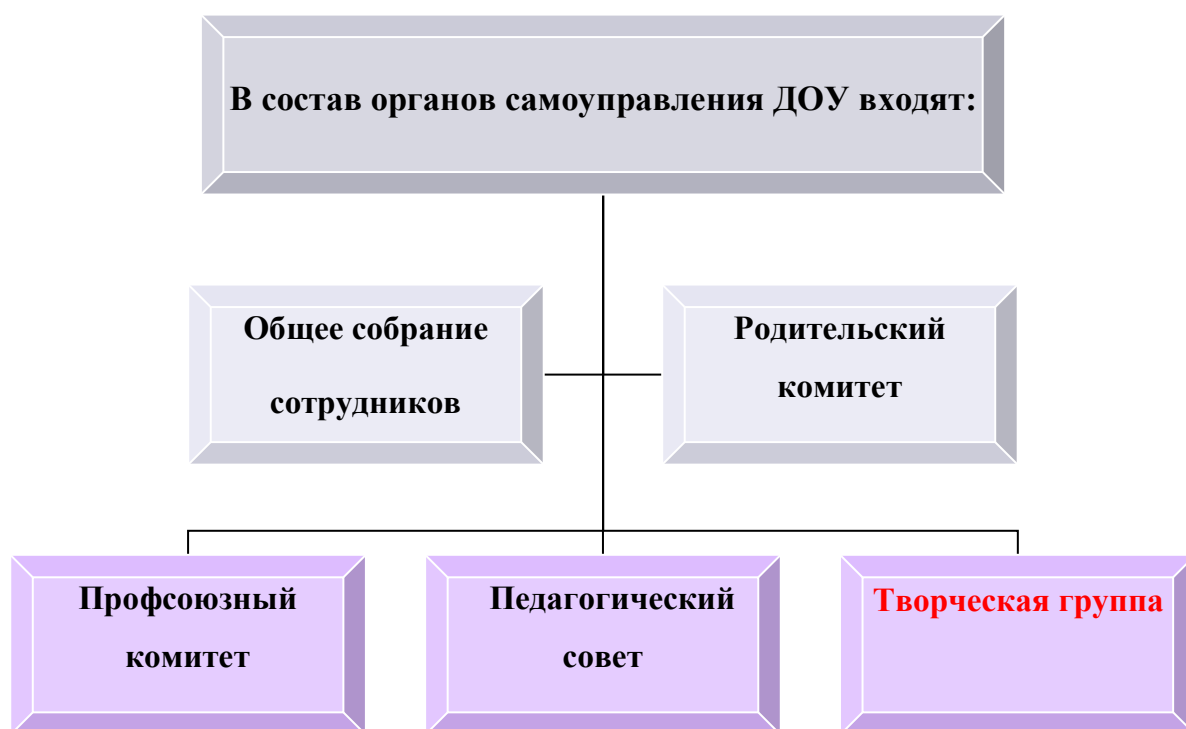 В состав органов самоуправления ДОУ входят:
Общее собрание
сотрудников
Родительский
комитет
Профсоюзный
комитет
Педагогический
совет
Творческая группа